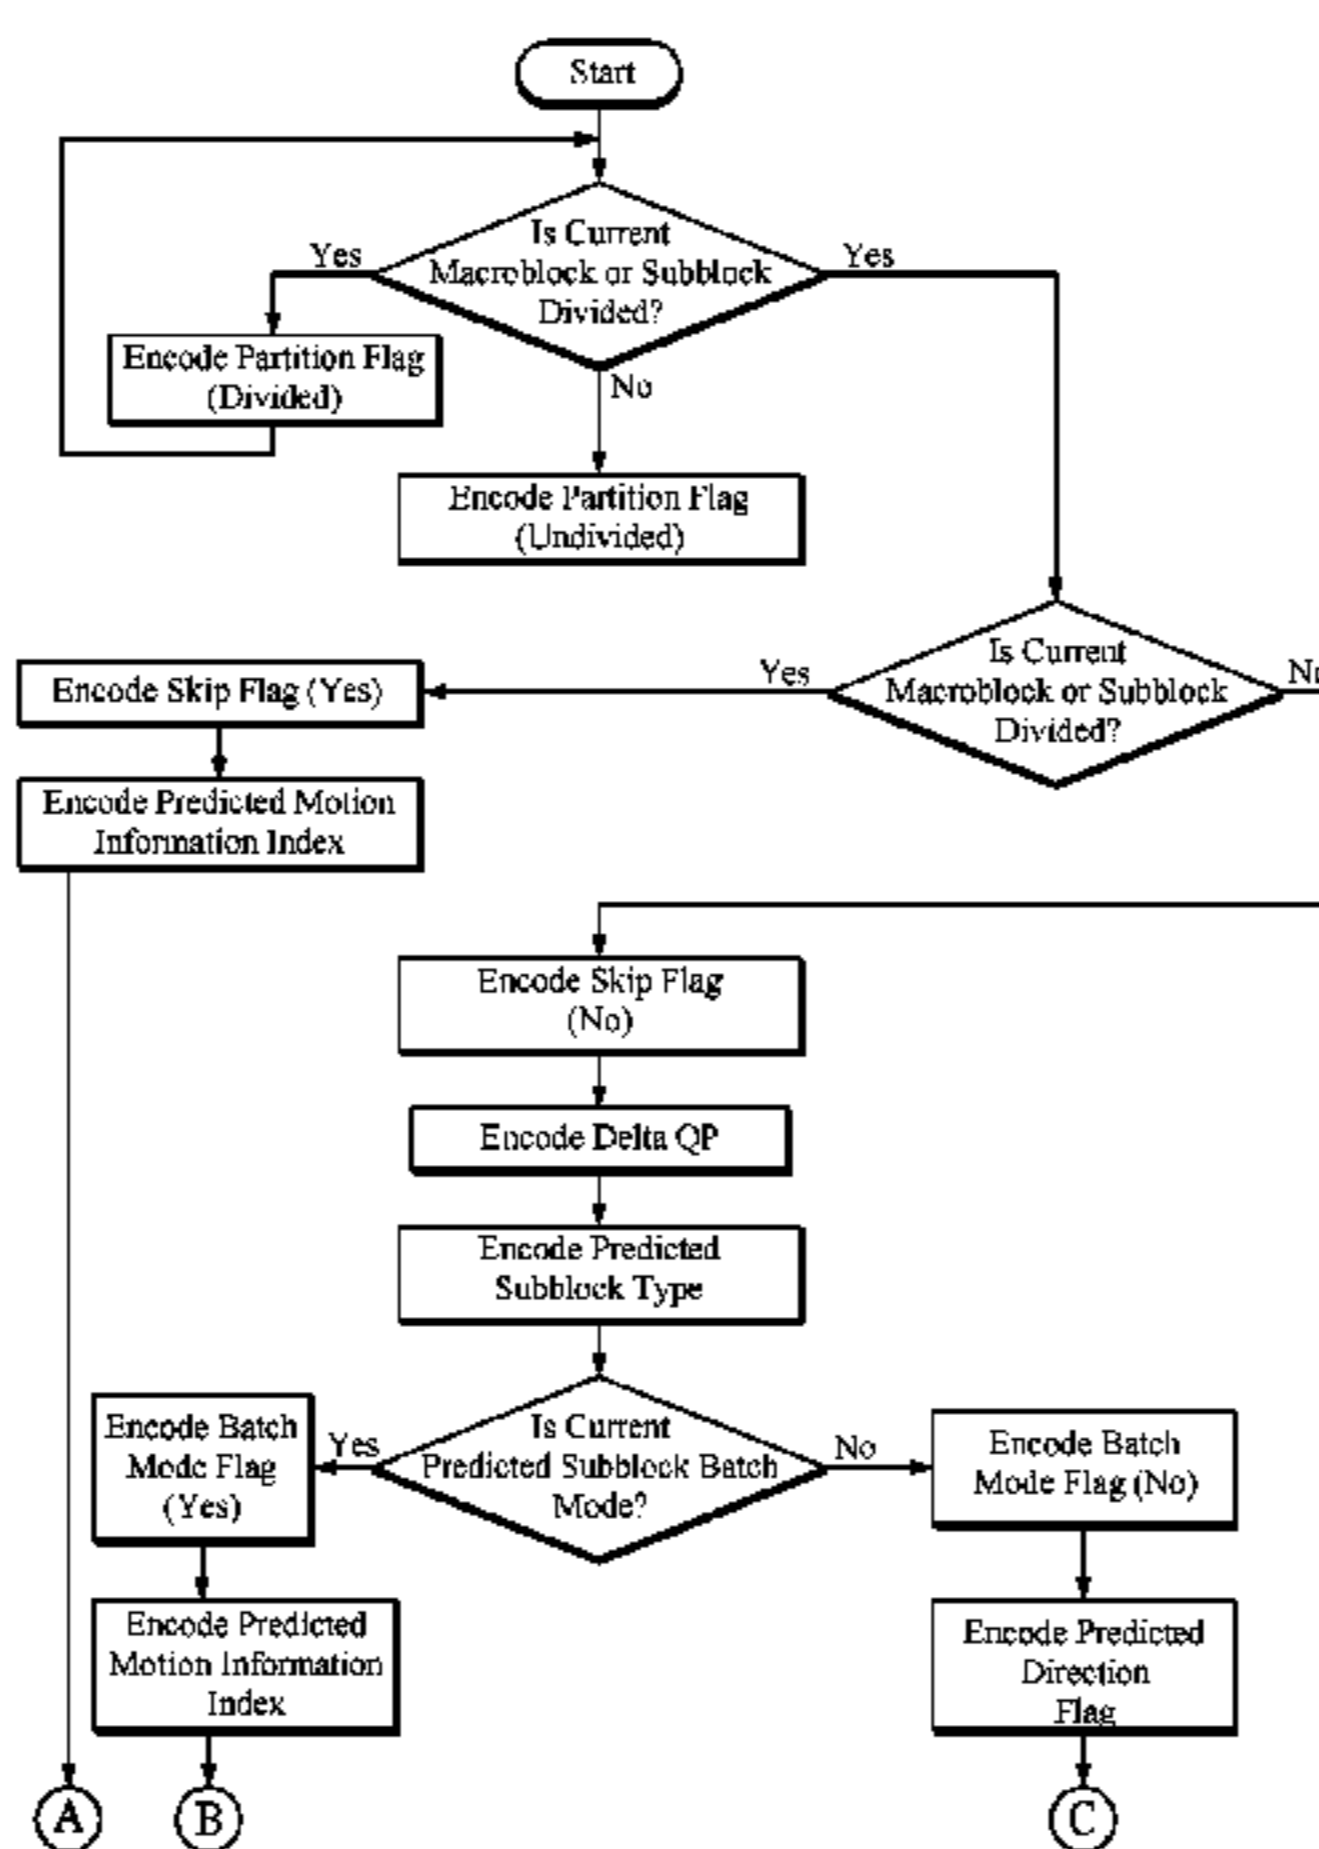 Start
Is Current
Macroblock or Subblock
Divided?
Yes
Yes
No
Encode Partition Flag
(Divided)
Encode Partition Flag
(Undivided)
Is Current
Macroblock or Subblock
Divided?
Yes
No
Encode Skip Flag (Yes)
Encode Predicted Motion
Information Index
Encode Skip Flag
(No)
Encode Delta QP
Encode Predicted
Subblock Type
Is Current
Predicted Subblock Batch
Mode?
Yes
No
Encode Batch
Mode Flag
(Yes)
Encode Batch
Mode Flag (No)
Encode Predicted
Motion Information
Index
Encode Predicted
Direction
Flag
A
B
C